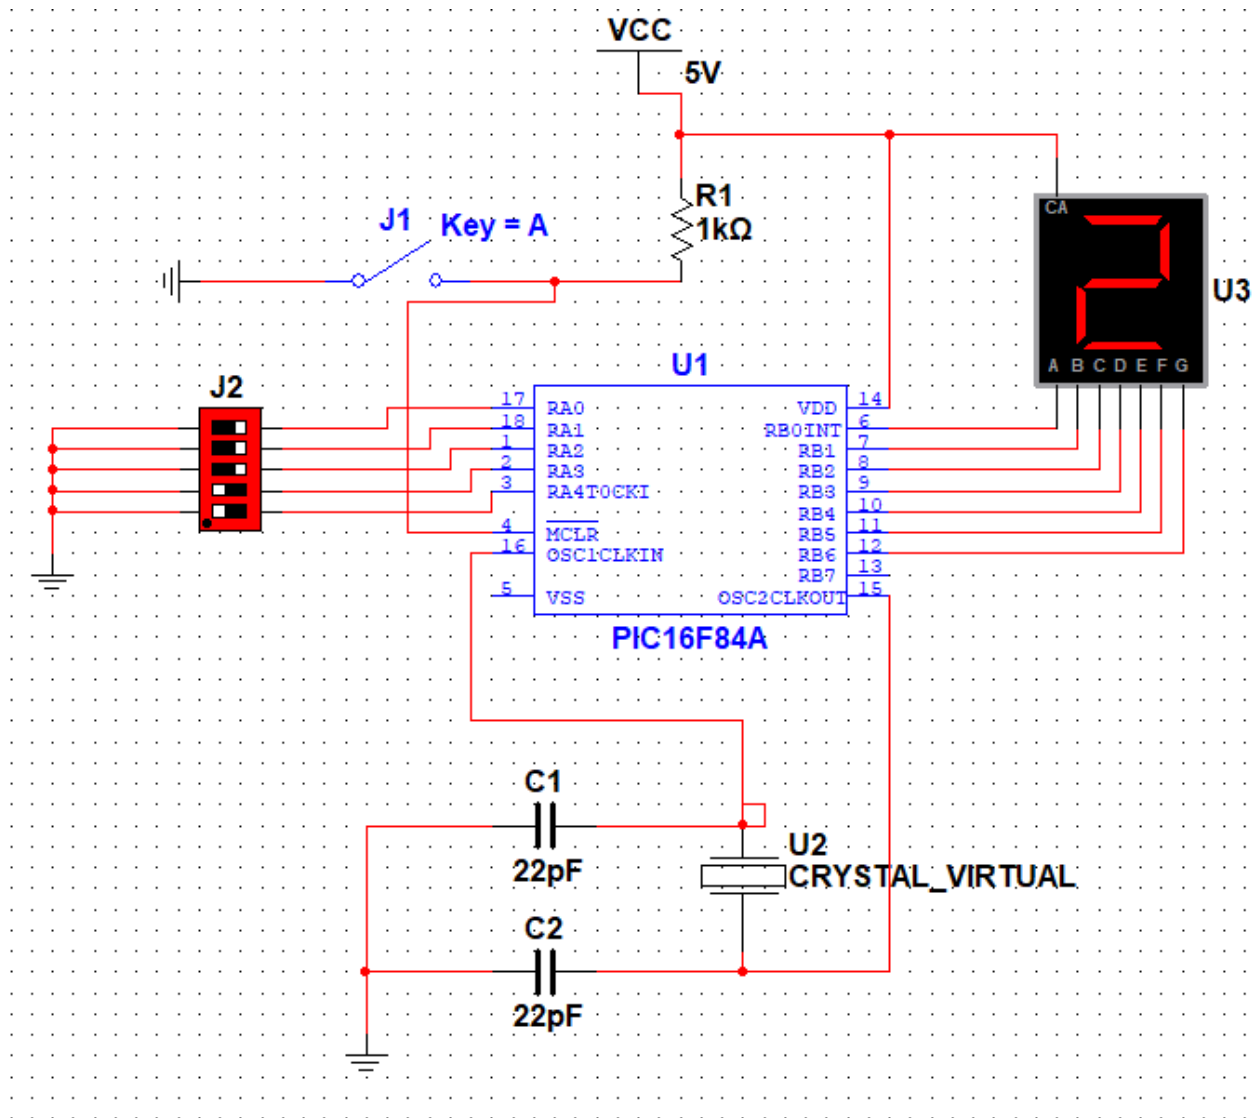 VCC
5V
R1
1kΩ
J1
Key = A
CA
U3
A B C D E F G
U1
J2
17 RA0
18 RA1
1 RA2
2 RA3
3 RA4T0CKI
4 MCLR
16 OSC1CLKIN
5 VSS
VDD 14
RB0INT 6
RB1 7
RB2 8
RB3 9
RB4 10
RB5 11
RB6 12
RB7 13
OSC2CLKOUT 15
PIC16F84A
C1
22pF
U2
CRYSTAL_VIRTUAL
C2
22pF
2